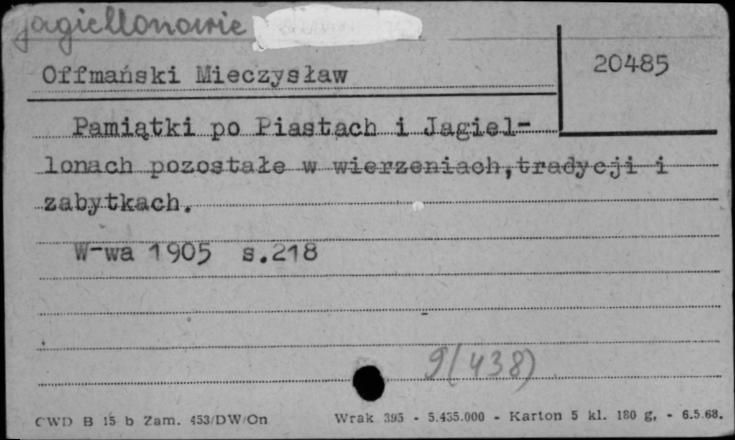 Jagiellonowie
Offmański Mieczysław
20485
Pamiątki po Piastach i Jagiel-
lonach pozostałe w wierzeniach,tradycji i
zabytkach.
W-wa 1905 s.218
9(438)
CWD B 15 b Zam. 453/DW/On Wrak 395 - 5.435.000 - Karton 5 kl. 180 g. - 6.5.68.